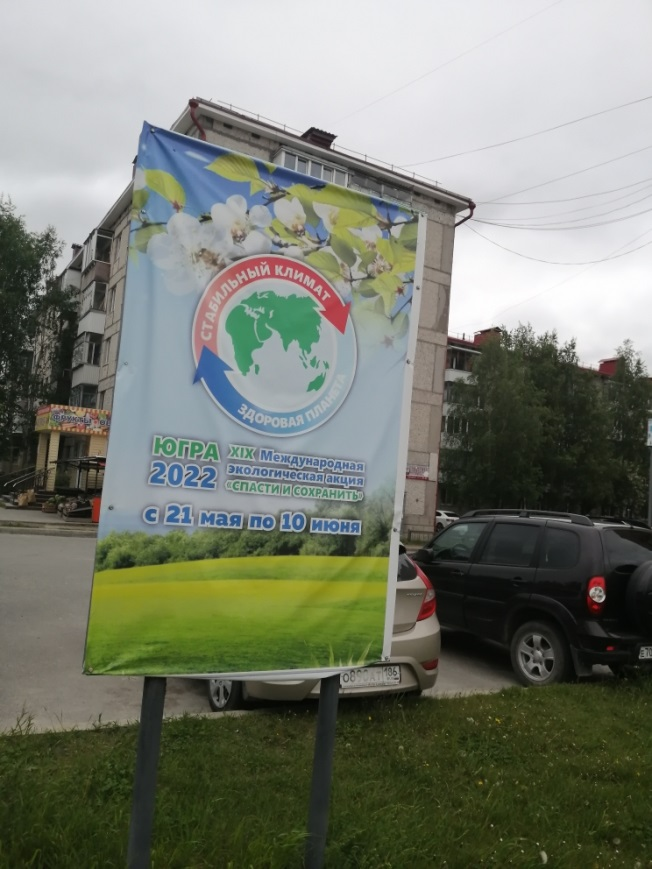 СТАБИЛЬНЫЙ КЛИМАТ
ЗДОРОВАЯ ПЛАНЕТА
ЮГРА
2022
XIX Международная
экологическая акция
«СПАСТИ И СОХРАНИТЬ»
с 21 мая по 10 июня